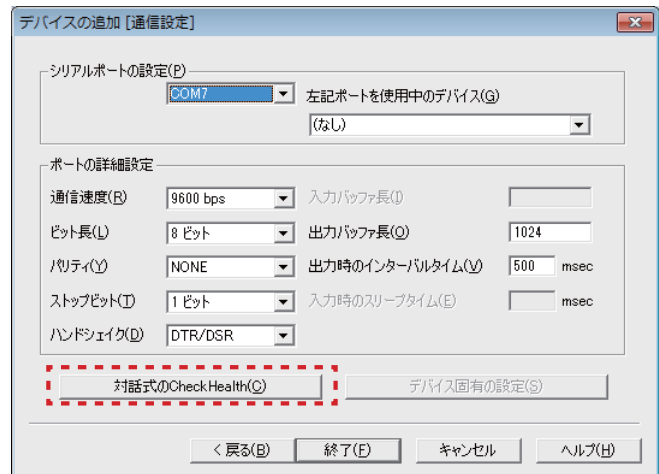 デバイスの追加 [通信設定]
シリアルポートの設定(P)
COM7
左記ポートを使用中のデバイス(G)
(なし)
ポートの詳細設定
通信速度(R) 9600 bps 入力バッファ長(I)
ビット長(L) 8 ビット 出力バッファ長(O) 1024
パリティ(Y) NONE 出力時のインターバルタイム(V) 500 msec
ストップビット(T) 1 ビット 入力時のスリープタイム(E) msec
ハンドシェイク(D) DTR/DSR
対話式のCheckHealth(C) デバイス固有の設定(S)
< 戻る(B) 終了(F) キャンセル ヘルプ(H)